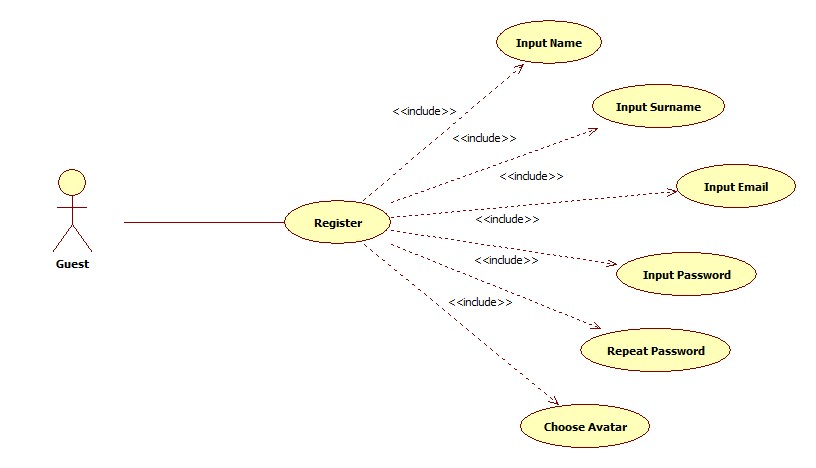 Input Name
<<include>>
Input Surname
<<include>>
<<include>>
Input Email
Register
<<include>>
Guest
<<include>>
Input Password
<<include>>
Repeat Password
Choose Avatar